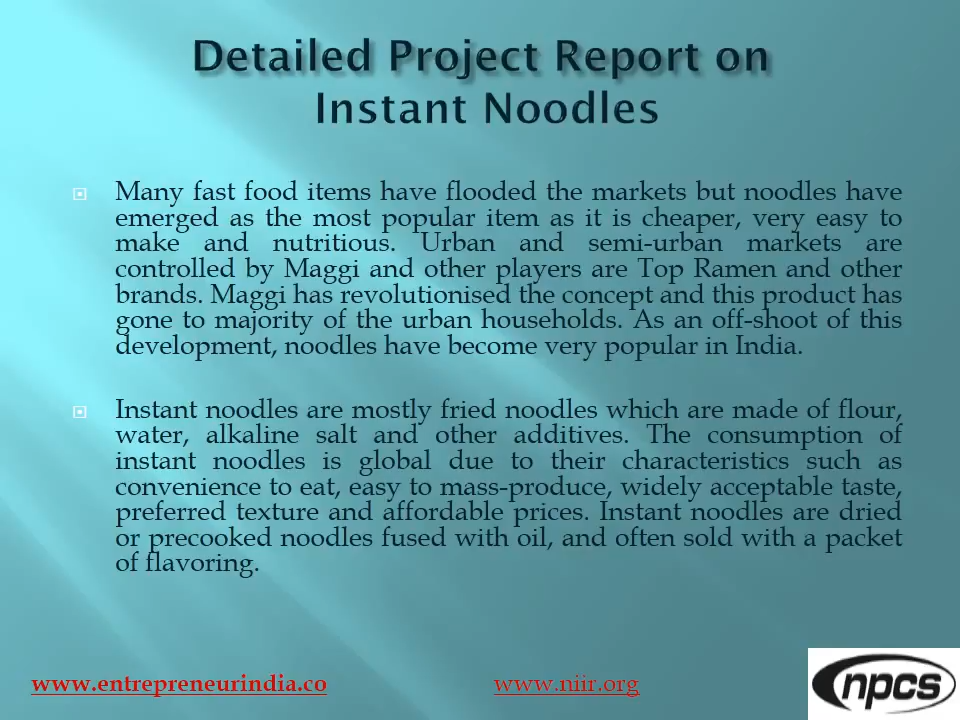 Detailed Project Report on
Instant Noodles
Many fast food items have flooded the markets but noodles have
emerged as the most popular item as it is cheaper, very easy to
make and nutritious. Urban and semi-urban markets are
controlled by Maggi and other players are Top Ramen and other
brands. Maggi has revolutionised the concept and this product has
gone to majority of the urban households. As an off-shoot of this
development, noodles have become very popular in India.
Instant noodles are mostly fried noodles which are made of flour,
water, alkaline salt and other additives. The consumption of
instant noodles is global due to their characteristics such as
convenience to eat, easy to mass-produce, widely acceptable taste,
preferred texture and affordable prices. Instant noodles are dried
or precooked noodles fused with oil, and often sold with a packet
of flavoring.
www.entrepreneurindia.co
www.niir.org
npcs